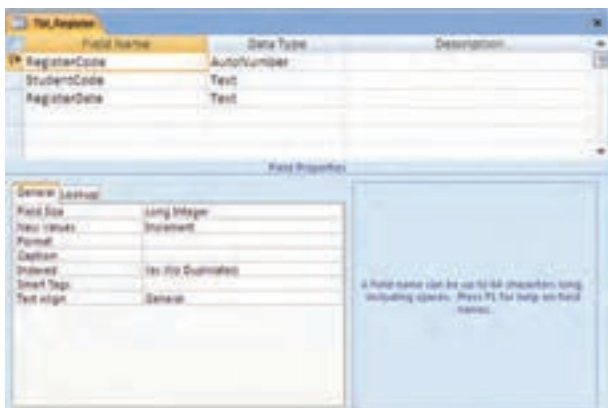 Tbl_Register
Field Name Data Type Description
RegisterCode AutoNumber
StudentCode Text
RegisterDate Text
Field Properties
General Lookup
Field Size Long Integer
New Values Increment
Format
Caption
Indexed Yes (No Duplicates)
Smart Tags
Text Align General
A field name can be up to 64 characters long,
including spaces. Press F1 for help on field
names.